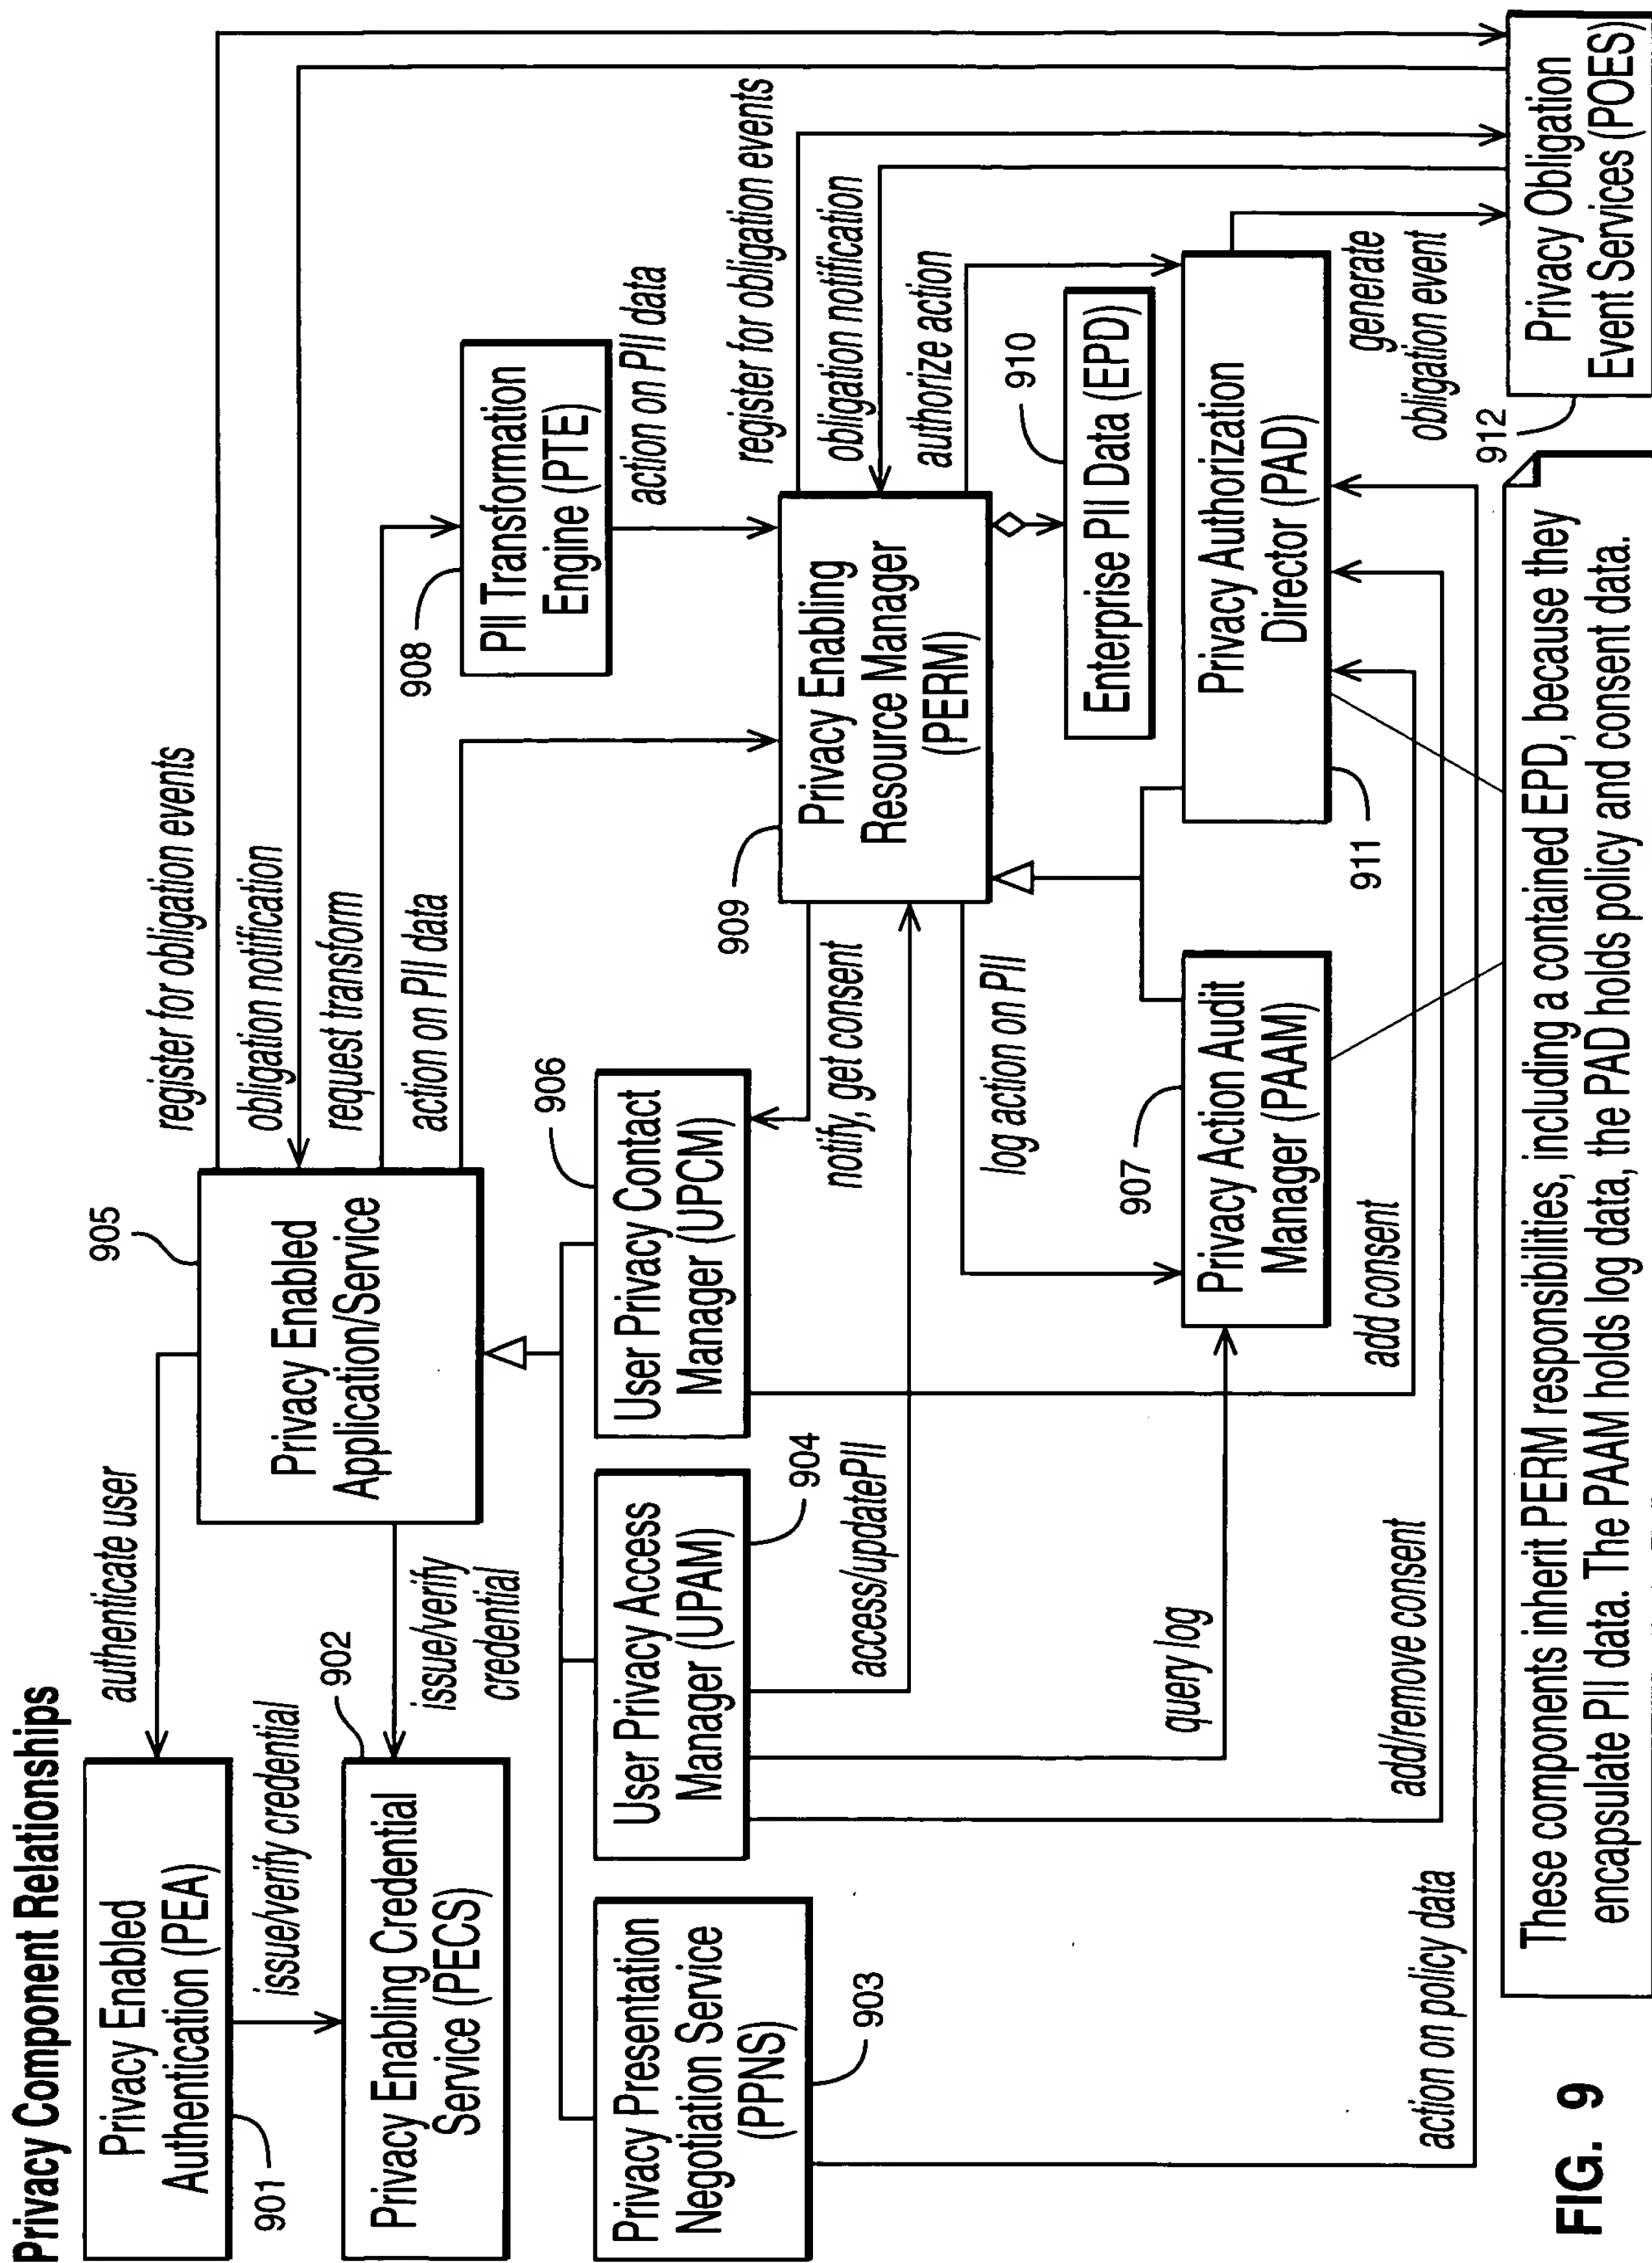 Privacy Component Relationships
Privacy Enabled
Authentication (PEA)
901
authenticate user
issue/verify credential
Privacy Enabling Credential
Service (PECS)
902
issue/verify
credential
905
Privacy Enabled
Application/Service
register for obligation events
obligation notification
request transform
action on PII data
908
PII Transformation
Engine (PTE)
action on PII data
Privacy Presentation
Negotiation Service
(PPNS)
903
User Privacy Access
Manager (UPAM)
904
access/updatePII
User Privacy Contact
Manager (UPCM)
906
notify, get consent
909
Privacy Enabling
Resource Manager
(PERM)
register for obligation events
obligation notification
authorize action
910
Enterprise PII Data (EPD)
log action on PII
query log
907
Privacy Action Audit
Manager (PAAM)
Privacy Authorization
Director (PAD)
911
generate
obligation event
add consent
add/remove consent
action on policy data
912
Privacy Obligation
Event Services (POES)
These components inherit PERM responsibilities, including a contained EPD, because they
encapsulate PII data. The PAAM holds log data, the PAD holds policy and consent data.
FIG. 9